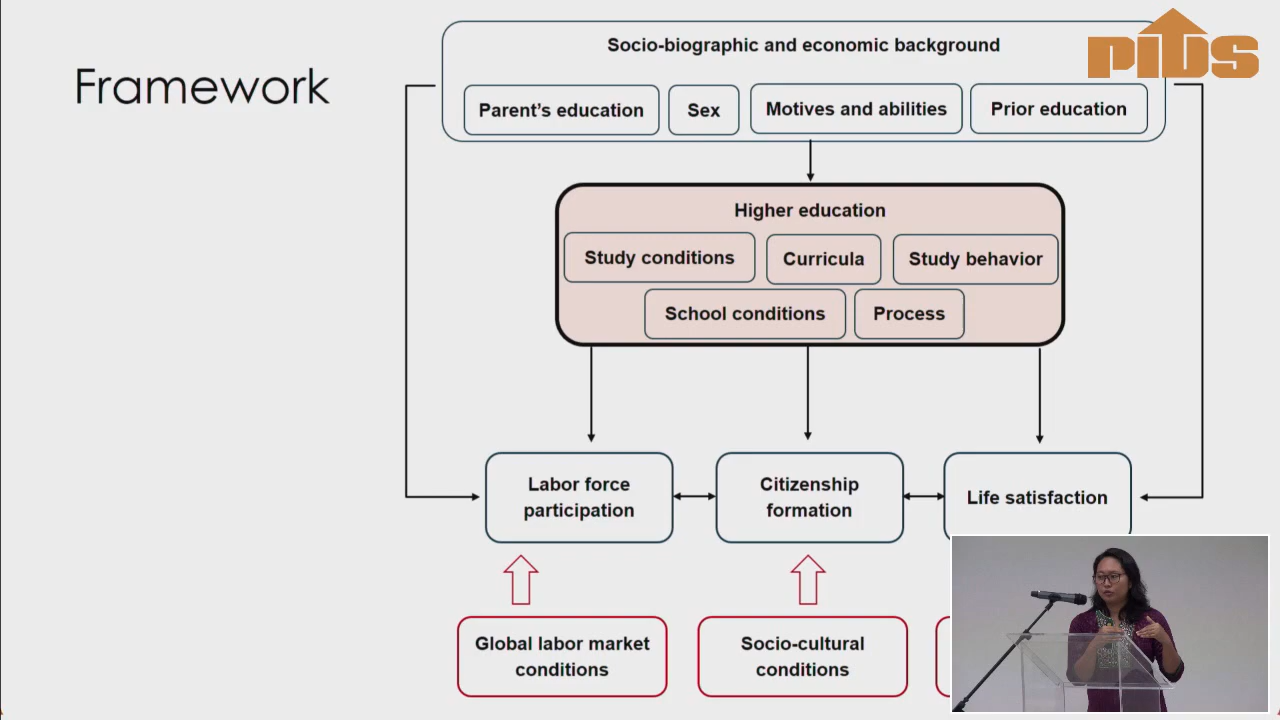 PIDS
Framework
Socio-biographic and economic background
Parent's education
Sex
Motives and abilities
Prior education
Higher education
Study conditions
Curricula
Study behavior
School conditions
Process
Labor force
participation
Citizenship
formation
Life satisfaction
Global labor market
conditions
Socio-cultural
conditions